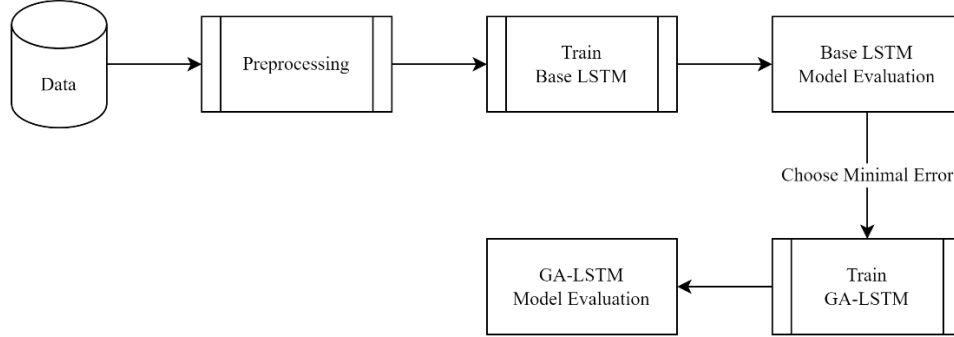 Data
Preprocessing
Train
Base LSTM
Base LSTM
Model Evaluation
Choose Minimal Error
Train
GA-LSTM
GA-LSTM
Model Evaluation